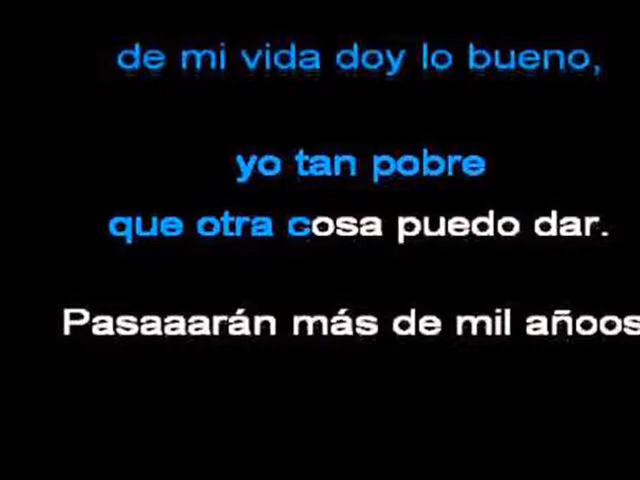 de mi vida doy lo bueno,
yo tan pobre
que otra cosa puedo dar.
Pasaaarán más de mil añoos